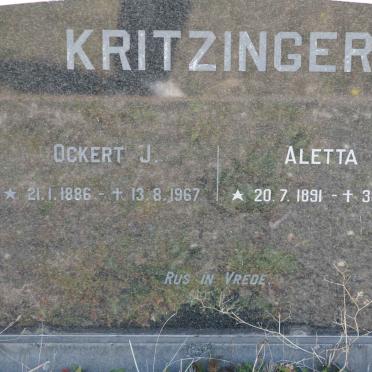 KRITZINGER
OCKERT J. ALETTA
★ 21.1.1886 - ✝ 13.8.1967 ★ 20.7.1891 - ✝ 3
RUS IN VREDE.